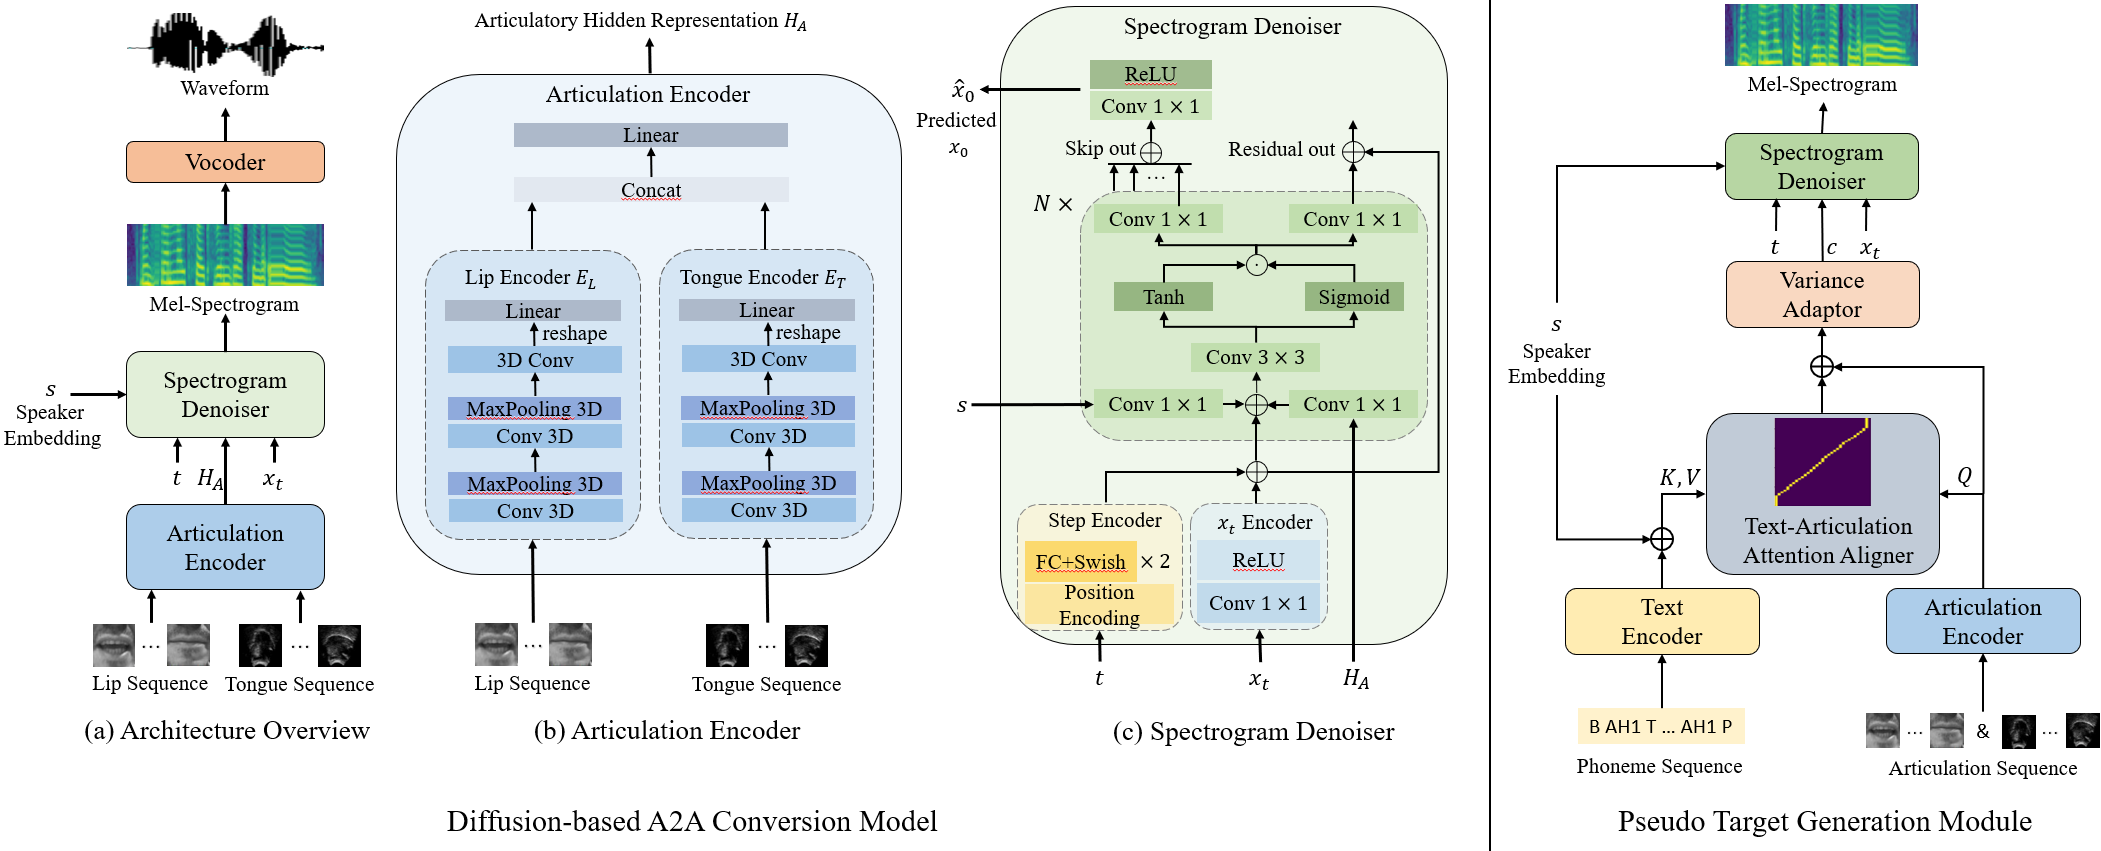 Waveform
Vocoder
Mel-Spectrogram
s
Speaker
Embedding
Spectrogram
Denoiser
t
H_A
x_t
Articulation
Encoder
...
...
Lip Sequence
Tongue Sequence
(a) Architecture Overview
Articulatory Hidden Representation H_A
Articulation Encoder
Linear
Concat
Lip Encoder E_L
Linear
reshape
3D Conv
MaxPooling 3D
Conv 3D
MaxPooling 3D
Conv 3D
Tongue Encoder E_T
Linear
reshape
3D Conv
MaxPooling 3D
Conv 3D
MaxPooling 3D
Conv 3D
...
...
Lip Sequence
Tongue Sequence
(b) Articulation Encoder
Spectrogram Denoiser
ReLU
Conv 1 × 1
x̂_0
Predicted
x_0
Skip out
...
Residual out
N ×
Conv 1 × 1
Conv 1 × 1
Tanh
Sigmoid
Conv 3 × 3
s
Conv 1 × 1
Conv 1 × 1
Step Encoder
FC+Swish × 2
Position
Encoding
x_t Encoder
ReLU
Conv 1 × 1
t
x_t
H_A
(c) Spectrogram Denoiser
Diffusion-based A2A Conversion Model
Mel-Spectrogram
Spectrogram
Denoiser
t
c
x_t
Variance
Adaptor
s
Speaker
Embedding
K, V
Q
Text-Articulation
Attention Aligner
Text
Encoder
Articulation
Encoder
B AH1 T ... AH1 P
Phoneme Sequence
... & ...
Articulation Sequence
Pseudo Target Generation Module